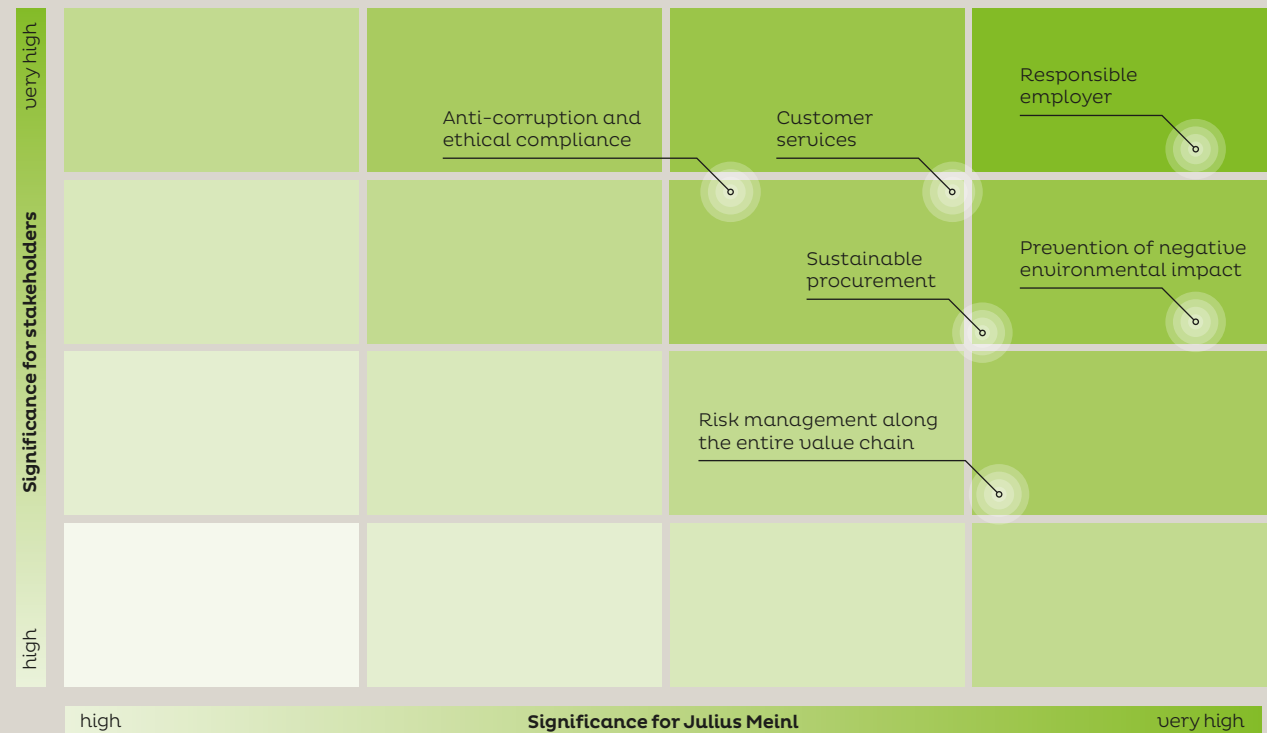 very high
Significance for stakeholders
high
Responsible
employer
Anti-corruption and
ethical compliance
Customer
services
Prevention of negative
environmental impact
Sustainable
procurement
Risk management along
the entire value chain
high
Significance for Julius Meinl
very high